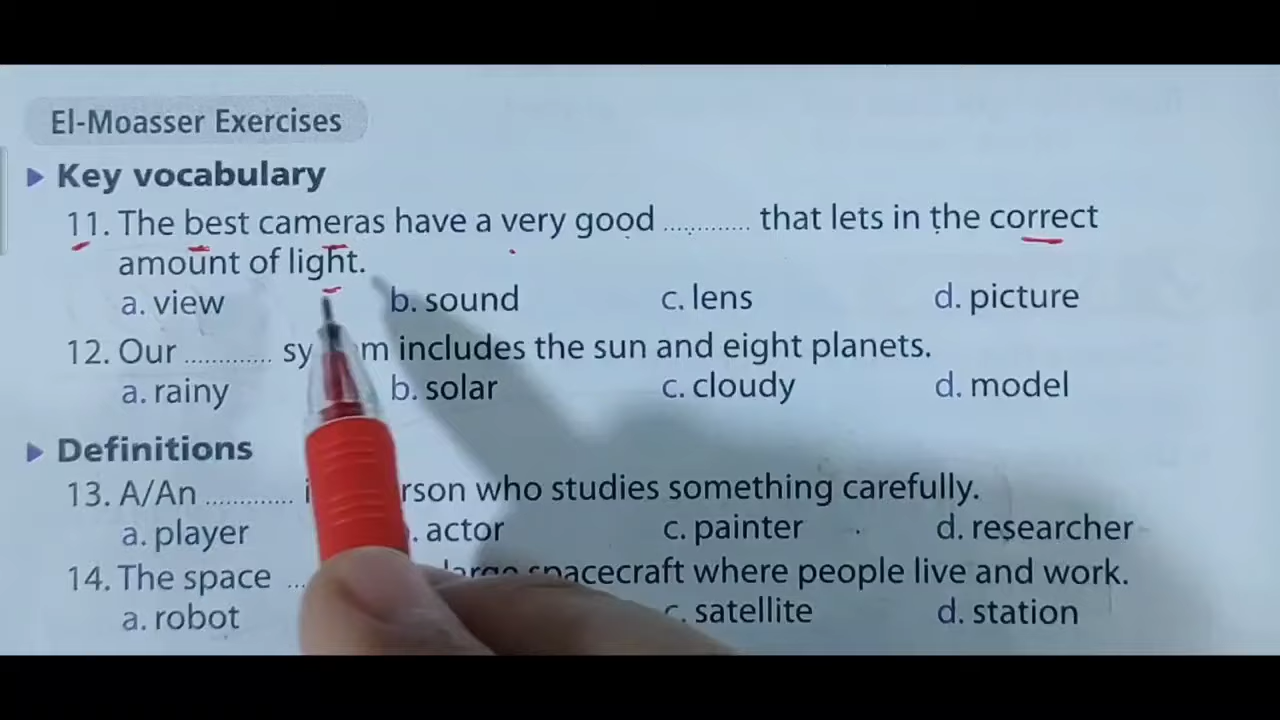 El-Moasser Exercises
Key vocabulary
11. The best cameras have a very good ............ that lets in the correct
amount of light.
a. view b. sound c. lens d. picture
12. Our ............ includes the sun and eight planets.
a. rainy b. solar c. cloudy d. model
Definitions
13. A/An ............ who studies something carefully.
a. player actor c. painter d. researcher
14. The space ... large spacecraft where people live and work.
a. robot c. satellite d. station